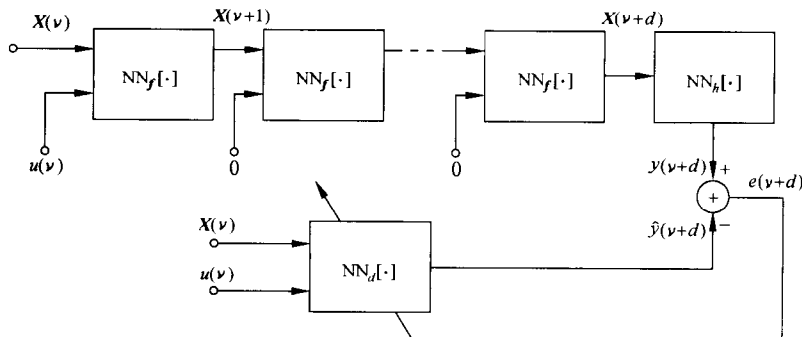 X(ν) X(ν+1) X(ν+d)
NN_f[·] NN_f[·] NN_f[·] NN_h[·]
u(ν) 0 0
y(ν+d) + e(ν+d)
+
X(ν) ŷ(ν+d) −
u(ν) NN_d[·]